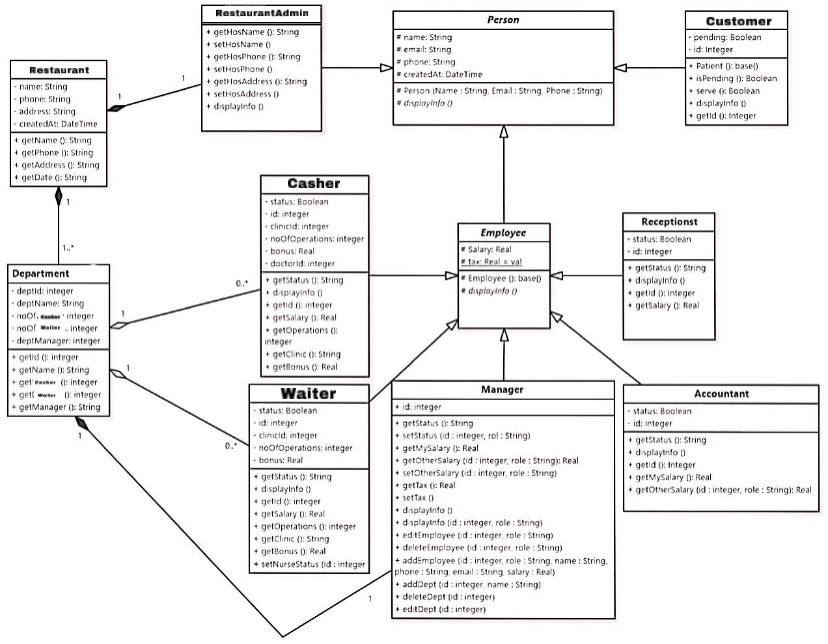 RestaurantAdmin
+ getHosName (): String
+ setHosName ()
+ getHosPhone (): String
+ setHosPhone ()
+ getHosAddress (): String
+ setHosAddress ()
+ displayInfo ()
Person
# name: String
# email: String
# phone: String
# createdAt: DateTime
# Person (Name : String, Email : String, Phone : String)
# displayInfo ()
Customer
- pending: Boolean
- id: Integer
+ Patient (): base()
+ isPending (): Boolean
+ serve (): Boolean
+ displayInfo ()
+ getId (): Integer
Restaurant
- name: String
- phone: String
- address: String
- createdAt: DateTime
+ getName (): String
+ getPhone (): String
+ getAddress (): String
+ getDate (): String
1
1
1
1..*
Casher
- status: Boolean
- id: integer
- clinicId: integer
- noOfOperations: integer
- bonus: Real
- doctorId: integer
+ getStatus (): String
+ displayInfo ()
+ getId (): integer
+ getSalary (): Real
+ getOperations ():
integer
+ getClinic (): String
+ getBonus (): Real
Employee
# Salary: Real
# tax: Real = val
# Employee (): base()
# displayInfo ()
Receptionst
- status: Boolean
- id: Integer
+ getStatus (): String
+ displayInfo ()
+ getId (): Integer
+ getSalary (): Real
Department
- deptId: integer
- deptName: String
- noOf Casher : integer
- noOf Waiter : integer
- deptManager: integer
+ getId (): integer
+ getName (): String
+ get Casher (): integer
+ get Waiter (): integer
+ getManager (): String
1
0..*
1
0..*
1
1
Waiter
- status: Boolean
- id: integer
- clinicId: integer
- noOfOperations: integer
- bonus: Real
+ getStatus (): String
+ displayInfo ()
+ getId (): integer
+ getSalary (): Real
+ getOperations (): integer
+ getClinic (): String
+ getBonus (): Real
+ setNurseStatus (id : integer
Manager
+ id: integer
+ getStatus (): String
+ setStatus (id : integer, rol : String)
+ getMySalary (): Real
+ getOtherSalary (id : integer, role : String): Real
+ setOtherSalary (id : integer, role : String)
+ getTax (): Real
+ setTax ()
+ displayInfo ()
+ displayInfo (id : integer, role : String)
+ editEmployee (id : integer, role : String)
+ deleteEmployee (id : integer, role : String)
+ addEmployee (id : integer, role : String, name : String,
phone : String, email : String, salary : Real)
+ addDept (id : integer, name : String)
+ deleteDept (id : integer)
+ editDept (id : integer)
Accountant
- status: Boolean
- id: integer
+ getStatus (): String
+ displayInfo ()
+ getId (): Integer
+ getMySalary (): Real
+ getOtherSalary (id : integer, role : String): Real